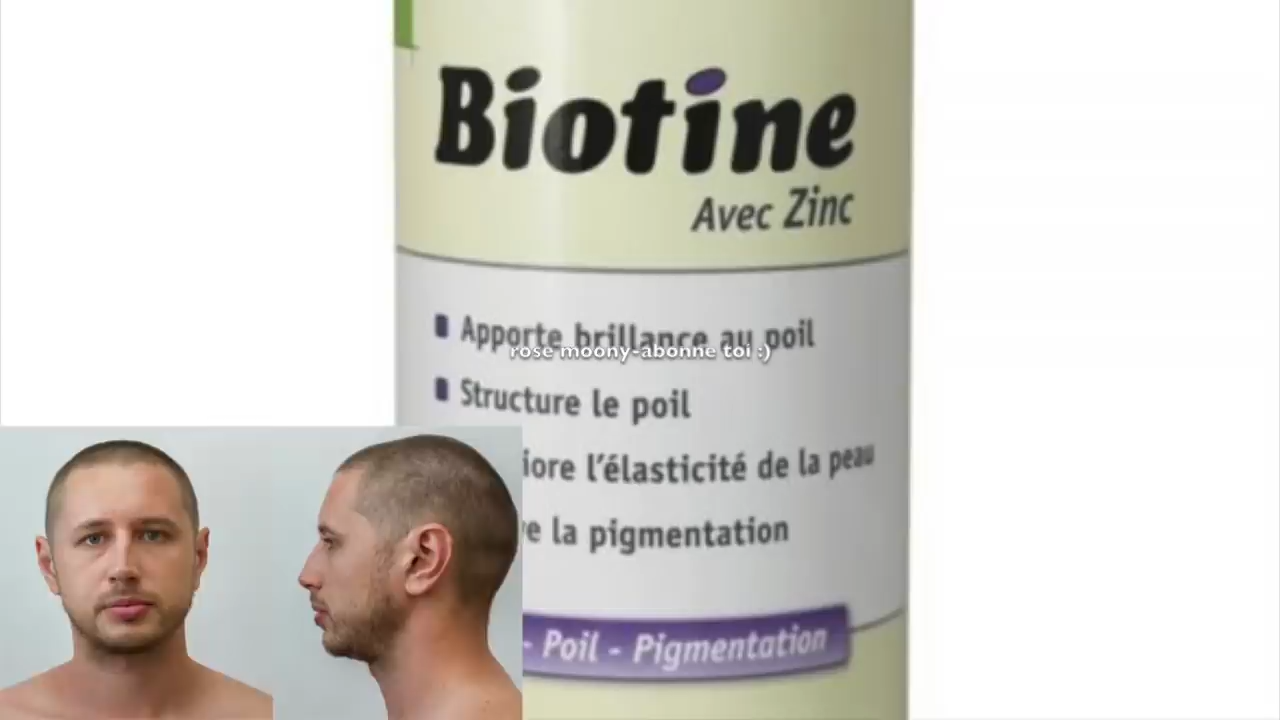 Biotine
Avec Zinc
Apporte brillance au poil
rose moony-abonne toi :)
Structure le poil
iore l'élasticité de la peau
e la pigmentation
- Poil - Pigmentation